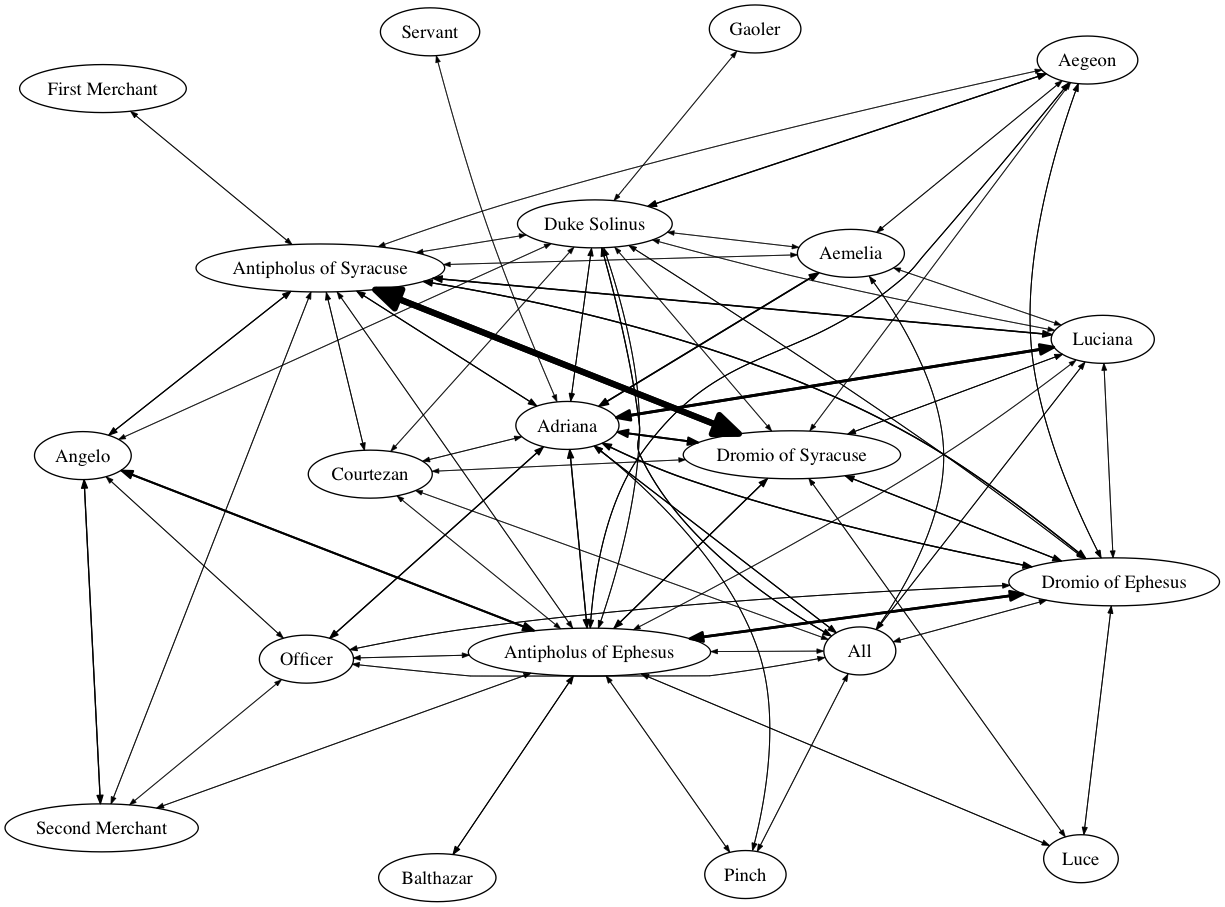 Servant
Gaoler
Aegeon
First Merchant
Duke Solinus
Aemelia
Antipholus of Syracuse
Luciana
Adriana
Dromio of Syracuse
Angelo
Courtezan
Dromio of Ephesus
Officer
Antipholus of Ephesus
All
Second Merchant
Balthazar
Pinch
Luce